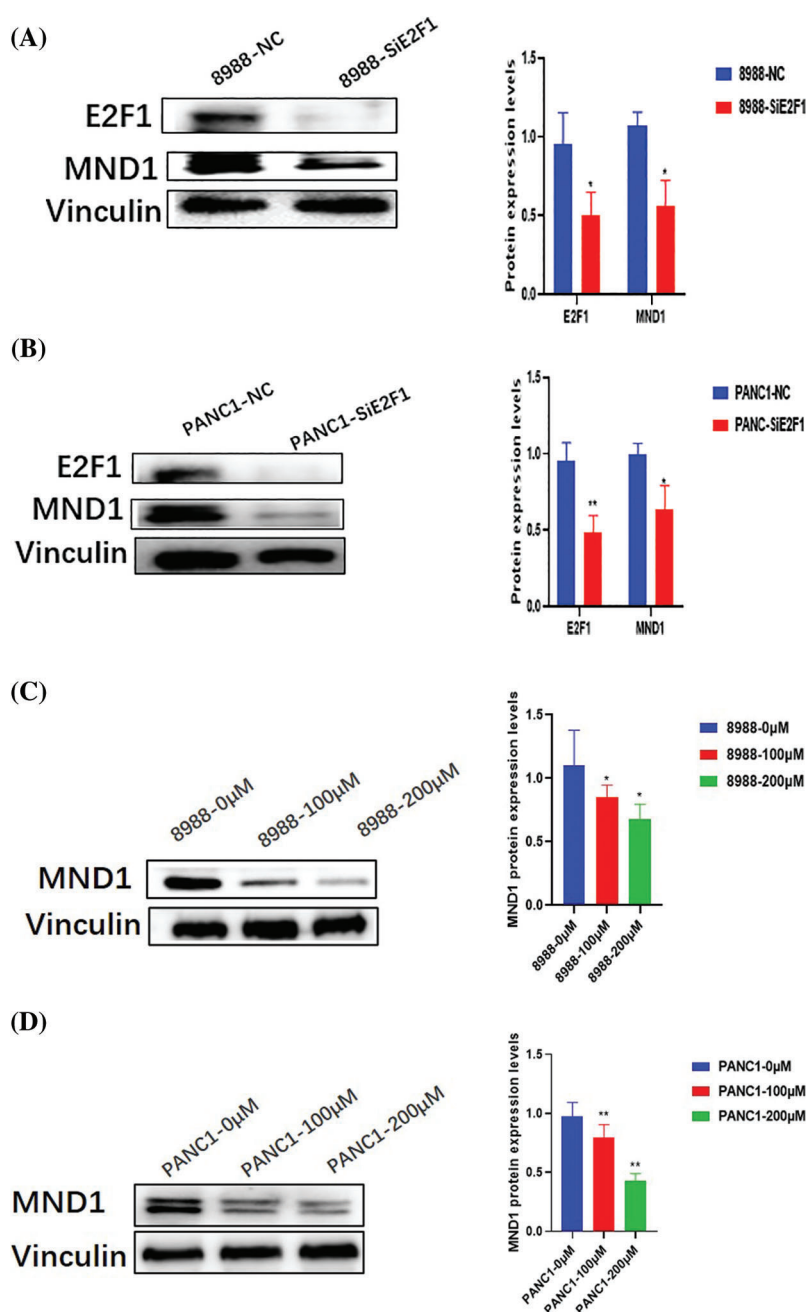 (A)
8988-NC
8988-SiE2F1
E2F1
MND1
Vinculin
Protein expression levels
1.5
1.0
0.5
0.0
*
*
E2F1
MND1
8988-NC
8988-SiE2F1
(B)
PANC1-NC
PANC1-SiE2F1
E2F1
MND1
Vinculin
Protein expression levels
1.5
1.0
0.5
0.0
**
*
E2F1
MND1
PANC1-NC
PANC-SiE2F1
(C)
8988-0μM
8988-100μM
8988-200μM
MND1
Vinculin
MND1 protein expression levels
1.5
1.0
0.5
0.0
*
*
8988-0μM
8988-100μM
8988-200μM
8988-0μM
8988-100μM
8988-200μM
(D)
PANC1-0μM
PANC1-100μM
PANC1-200μM
MND1
Vinculin
MND1 protein expression levels
1.5
1.0
0.5
0.0
**
**
PANC1-0μM
PANC1-100μM
PANC1-200μM
PANC1-0μM
PANC1-100μM
PANC1-200μM